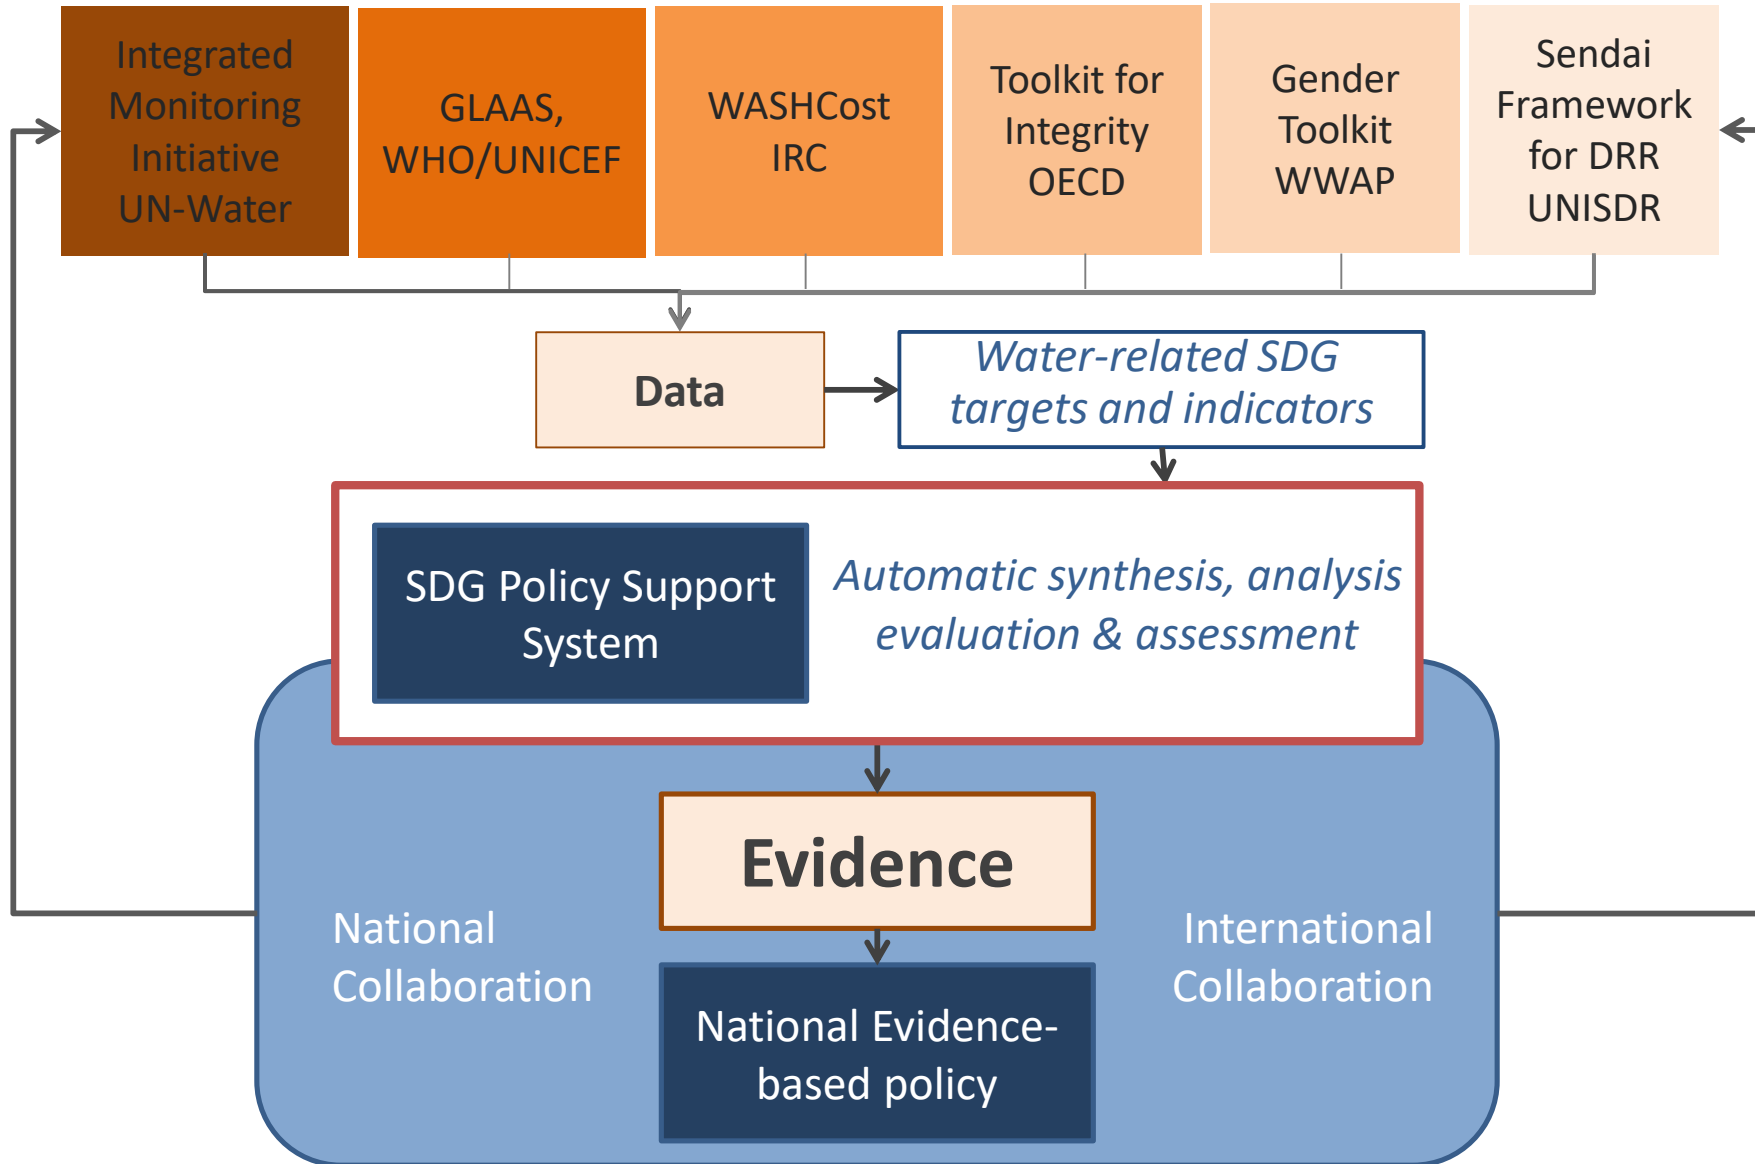 Integrated
Monitoring
Initiative
UN-Water
GLAAS,
WHO/UNICEF
WASHCost
IRC
Toolkit for
Integrity
OECD
Gender
Toolkit
WWAP
Sendai
Framework
for DRR
UNISDR
Data
Water-related SDG
targets and indicators
SDG Policy Support
System
Automatic synthesis, analysis
evaluation & assessment
Evidence
National
Collaboration
International
Collaboration
National Evidence-
based policy